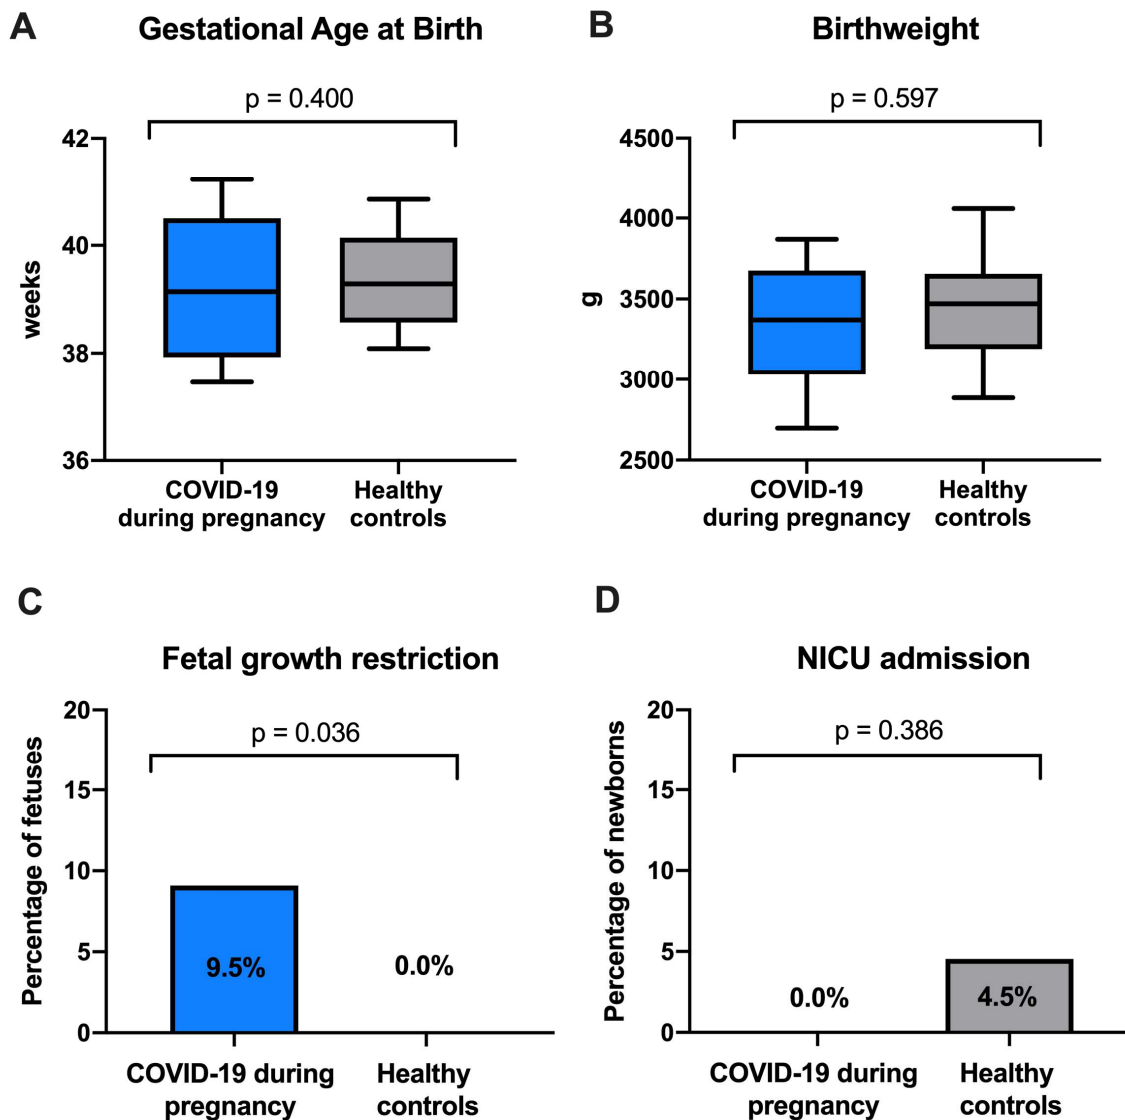 A
Gestational Age at Birth
p = 0.400
42
40
38
36
weeks
COVID-19
during pregnancy
Healthy
controls
B
Birthweight
p = 0.597
4500
4000
3500
3000
2500
g
COVID-19
during pregnancy
Healthy
controls
C
Fetal growth restriction
p = 0.036
20
15
10
5
0
Percentage of fetuses
9.5%
0.0%
COVID-19 during
pregnancy
Healthy
controls
D
NICU admission
p = 0.386
20
15
10
5
0
Percentage of newborns
0.0%
4.5%
COVID-19 during
pregnancy
Healthy
controls